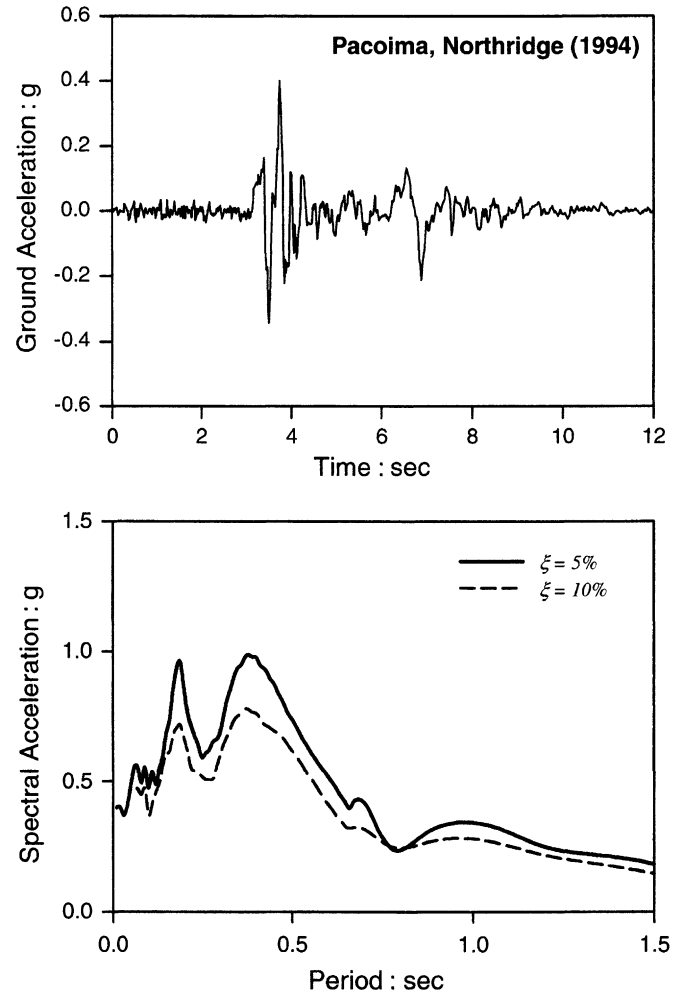 Pacoima, Northridge (1994)
Ground Acceleration : g
0.6
0.4
0.2
0.0
-0.2
-0.4
-0.6
0 2 4 6 8 10 12
Time : sec
Spectral Acceleration : g
1.5
1.0
0.5
0.0
ξ = 5%
ξ = 10%
0.0 0.5 1.0 1.5
Period : sec